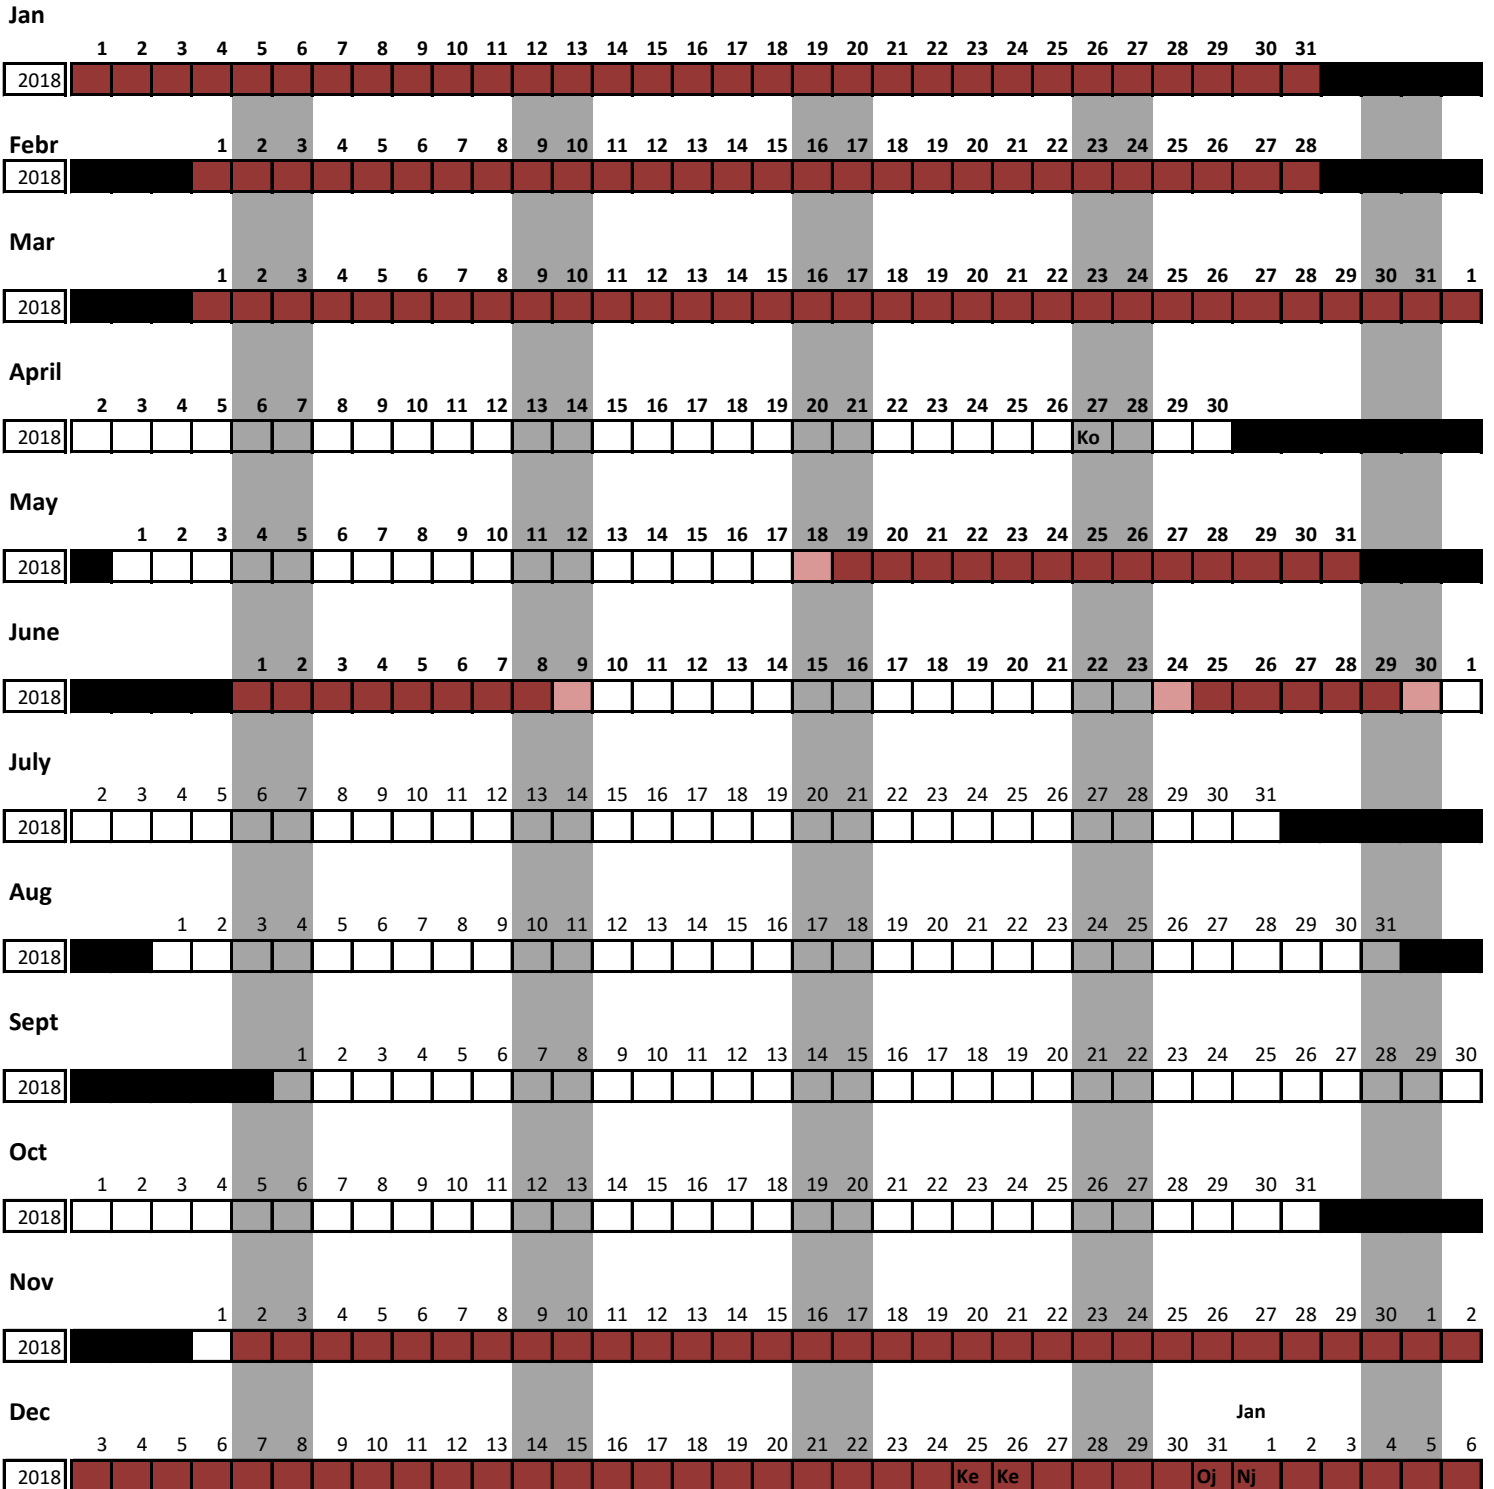 Jan
1 2 3 4 5 6 7 8 9 10 11 12 13 14 15 16 17 18 19 20 21 22 23 24 25 26 27 28 29 30 31
2018
Febr 1 2 3 4 5 6 7 8 9 10 11 12 13 14 15 16 17 18 19 20 21 22 23 24 25 26 27 28
2018
Mar
1 2 3 4 5 6 7 8 9 10 11 12 13 14 15 16 17 18 19 20 21 22 23 24 25 26 27 28 29 30 31 1
2018
April
2 3 4 5 6 7 8 9 10 11 12 13 14 15 16 17 18 19 20 21 22 23 24 25 26 27 28 29 30
2018 Ko
May
1 2 3 4 5 6 7 8 9 10 11 12 13 14 15 16 17 18 19 20 21 22 23 24 25 26 27 28 29 30 31
2018
June
1 2 3 4 5 6 7 8 9 10 11 12 13 14 15 16 17 18 19 20 21 22 23 24 25 26 27 28 29 30 1
2018
July
2 3 4 5 6 7 8 9 10 11 12 13 14 15 16 17 18 19 20 21 22 23 24 25 26 27 28 29 30 31
2018
Aug
1 2 3 4 5 6 7 8 9 10 11 12 13 14 15 16 17 18 19 20 21 22 23 24 25 26 27 28 29 30 31
2018
Sept
1 2 3 4 5 6 7 8 9 10 11 12 13 14 15 16 17 18 19 20 21 22 23 24 25 26 27 28 29 30
2018
Oct
1 2 3 4 5 6 7 8 9 10 11 12 13 14 15 16 17 18 19 20 21 22 23 24 25 26 27 28 29 30 31
2018
Nov
1 2 3 4 5 6 7 8 9 10 11 12 13 14 15 16 17 18 19 20 21 22 23 24 25 26 27 28 29 30 1 2
2018
Dec Jan
3 4 5 6 7 8 9 10 11 12 13 14 15 16 17 18 19 20 21 22 23 24 25 26 27 28 29 30 31 1 2 3 4 5 6
2018 Ke Ke Oj Nj